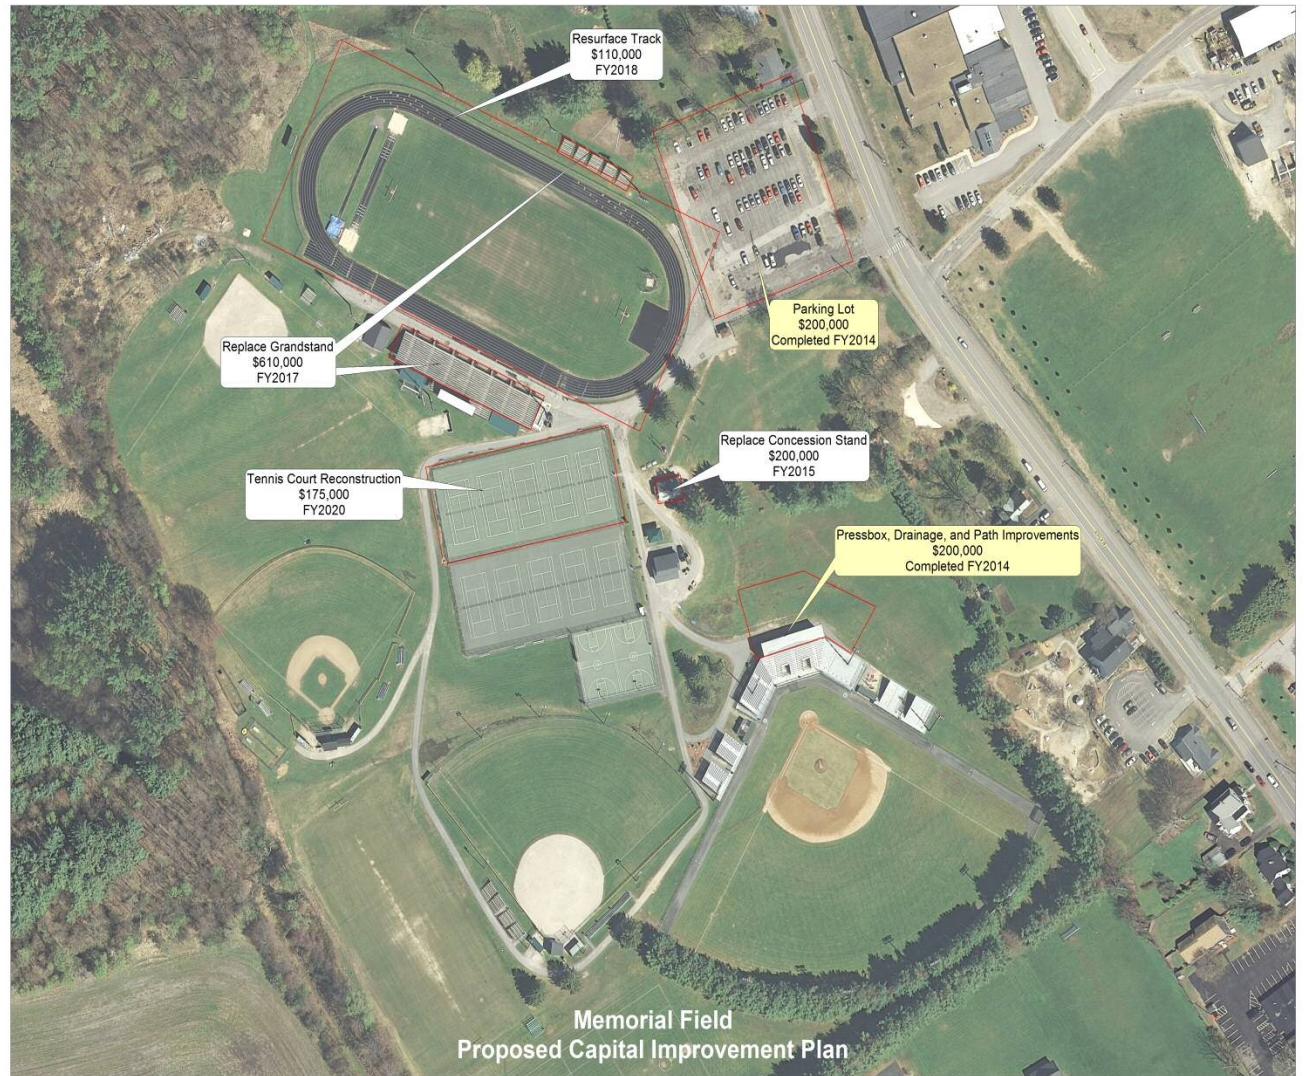 Resurface Track
$110,000
FY2018
Parking Lot
$200,000
Completed FY2014
Replace Grandstand
$610,000
FY2017
Replace Concession Stand
$200,000
FY2015
Tennis Court Reconstruction
$175,000
FY2020
Pressbox, Drainage, and Path Improvements
$200,000
Completed FY2014
Memorial Field
Proposed Capital Improvement Plan